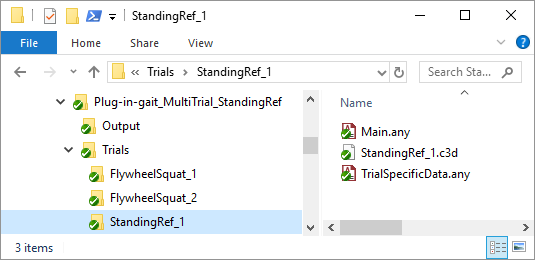 StandingRef_1
File Home Share View
Trials StandingRef_1
Search Sta...
Plug-in-gait_MultiTrial_StandingRef
Output
Trials
FlywheelSquat_1
FlywheelSquat_2
StandingRef_1
Name
Main.any
StandingRef_1.c3d
TrialSpecificData.any
3 items